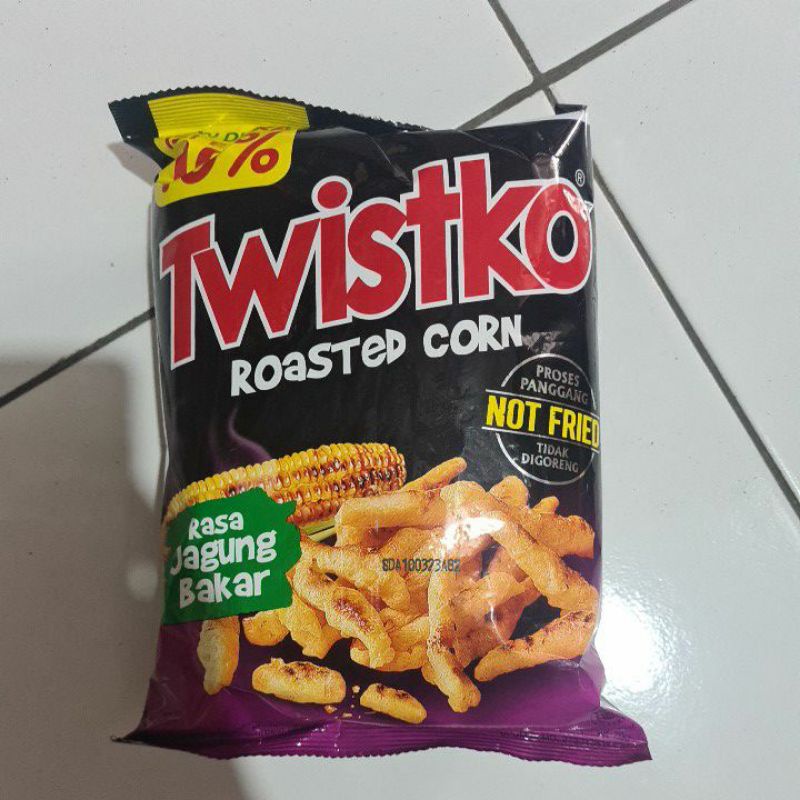 %
Twistko®
ROASTED CORN
PROSES
PANGGANG
NOT FRIED
TIDAK
DIGORENG
Rasa
Jagung
Bakar